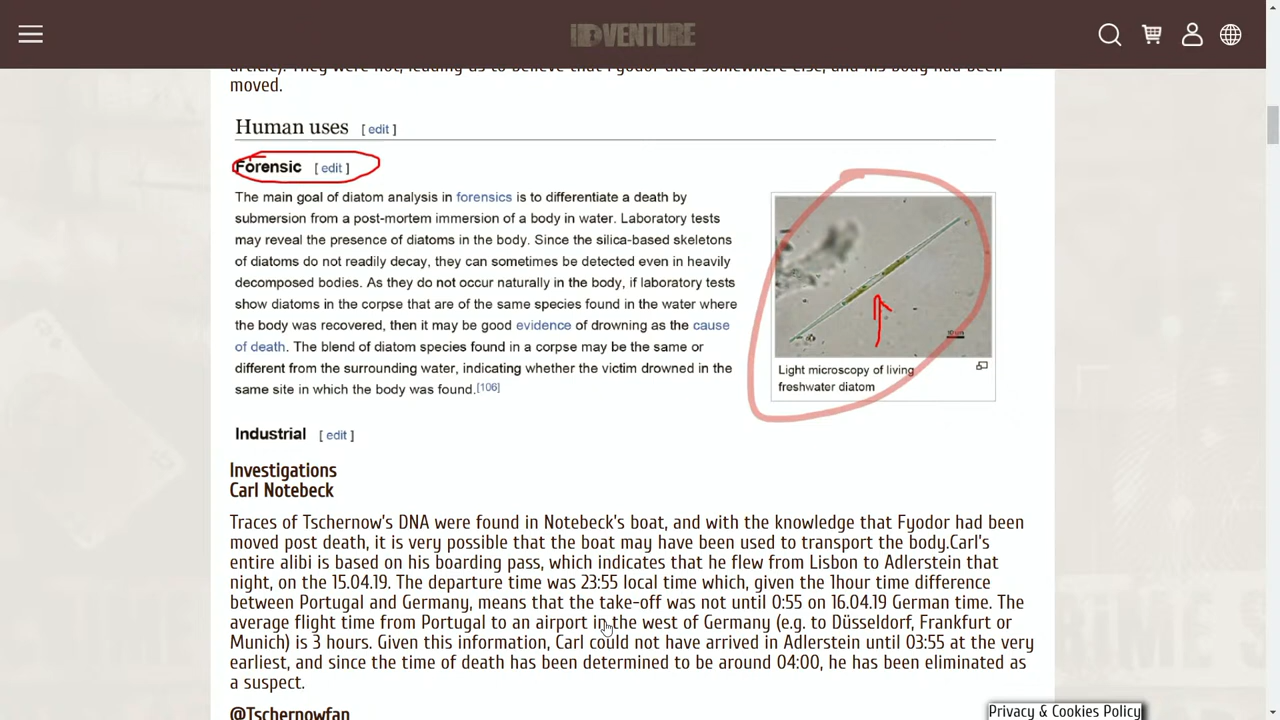 iDVENTURE
article). They were not, leading us to believe that Fyodor died somewhere else, and his body had been
moved.
Human uses [ edit ]
Forensic [ edit ]
The main goal of diatom analysis in forensics is to differentiate a death by
submersion from a post-mortem immersion of a body in water. Laboratory tests
may reveal the presence of diatoms in the body. Since the silica-based skeletons
of diatoms do not readily decay, they can sometimes be detected even in heavily
decomposed bodies. As they do not occur naturally in the body, if laboratory tests
show diatoms in the corpse that are of the same species found in the water where
the body was recovered, then it may be good evidence of drowning as the cause
of death. The blend of diatom species found in a corpse may be the same or
different from the surrounding water, indicating whether the victim drowned in the
same site in which the body was found.[106]
10 um
Light microscopy of living
freshwater diatom
Industrial [ edit ]
Investigations
Carl Notebeck
Traces of Tschernow's DNA were found in Notebeck's boat, and with the knowledge that Fyodor had been
moved post death, it is very possible that the boat may have been used to transport the body.Carl's
entire alibi is based on his boarding pass, which indicates that he flew from Lisbon to Adlerstein that
night, on the 15.04.19. The departure time was 23:55 local time which, given the 1hour time difference
between Portugal and Germany, means that the take-off was not until 0:55 on 16.04.19 German time. The
average flight time from Portugal to an airport in the west of Germany (e.g. to Düsseldorf, Frankfurt or
Munich) is 3 hours. Given this information, Carl could not have arrived in Adlerstein until 03:55 at the very
earliest, and since the time of death has been determined to be around 04:00, he has been eliminated as
a suspect.
@Tschernowfan
Privacy & Cookies Policy